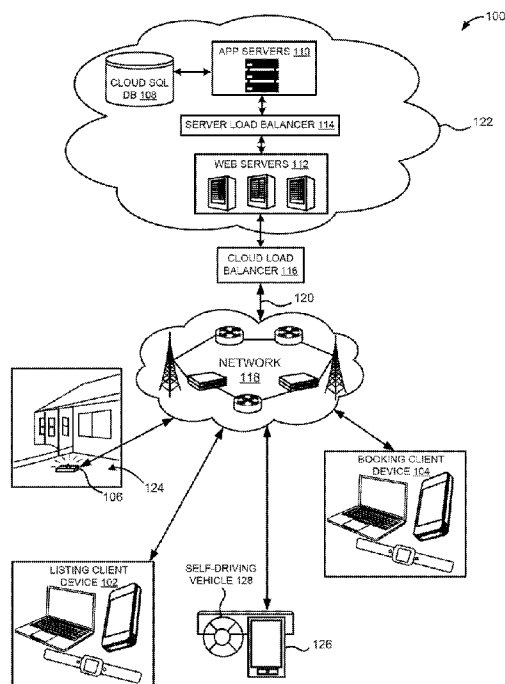 100
APP SERVERS 110
CLOUD SQL
DB 108
SERVER LOAD BALANCER 114
122
WEB SERVERS 112
CLOUD LOAD
BALANCER 116
120
NETWORK
118
124
106
BOOKING CLIENT
DEVICE 104
LISTING CLIENT
DEVICE 102
SELF-DRIVING
VEHICLE 128
126